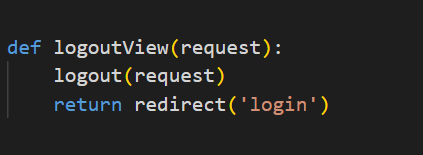 def logoutView(request):
    logout(request)
    return redirect('login')